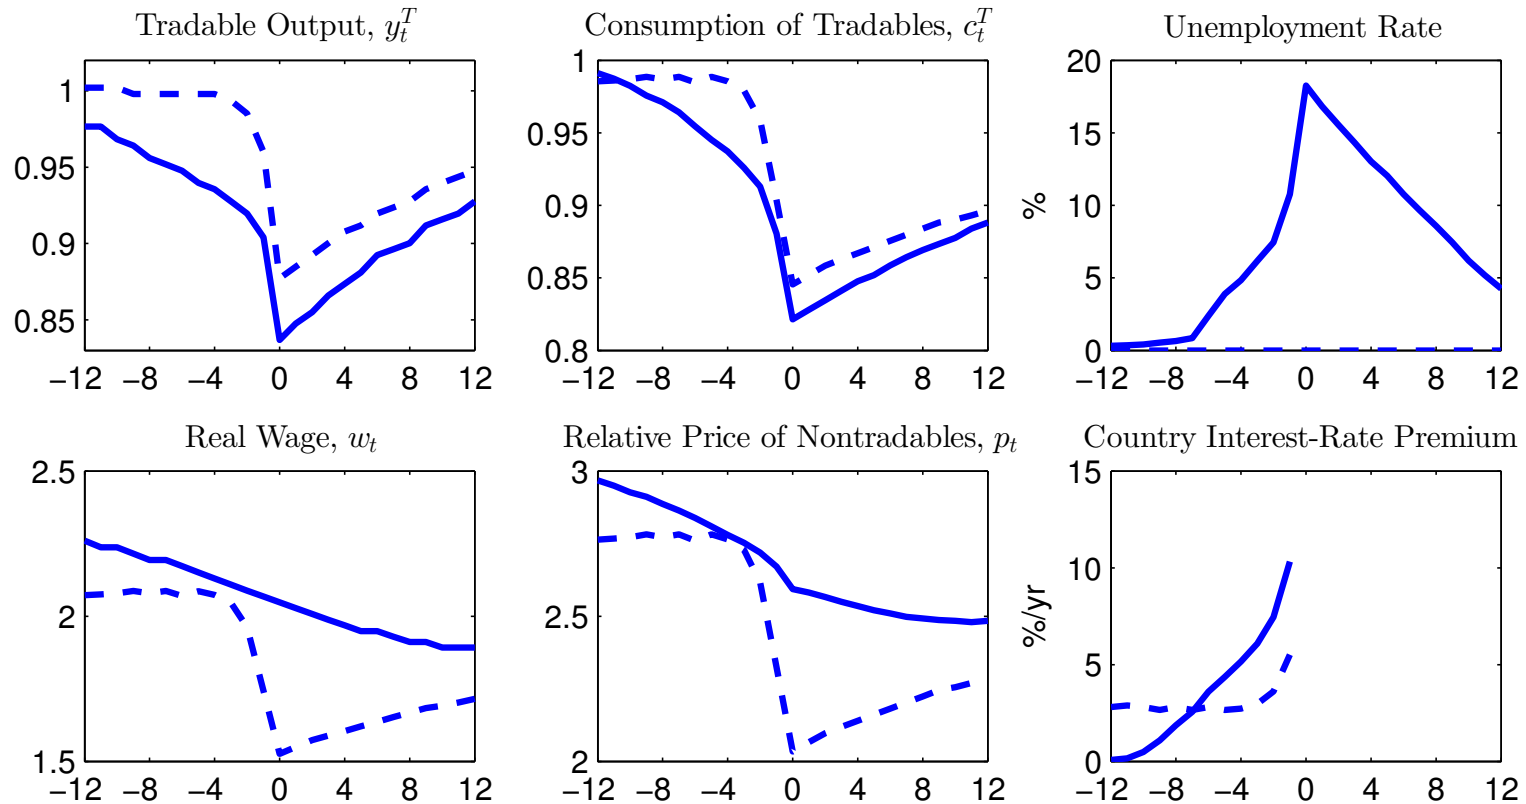 Tradable Output, y_t^T
1
0.95
0.9
0.85
−12 −8 −4 0 4 8 12
Consumption of Tradables, c_t^T
1
0.95
0.9
0.85
0.8
−12 −8 −4 0 4 8 12
Unemployment Rate
20
15
10
5
0
%
−12 −8 −4 0 4 8 12
Real Wage, w_t
2.5
2
1.5
−12 −8 −4 0 4 8 12
Relative Price of Nontradables, p_t
3
2.5
2
−12 −8 −4 0 4 8 12
Country Interest-Rate Premium
15
10
5
0
%/yr
−12 −8 −4 0 4 8 12